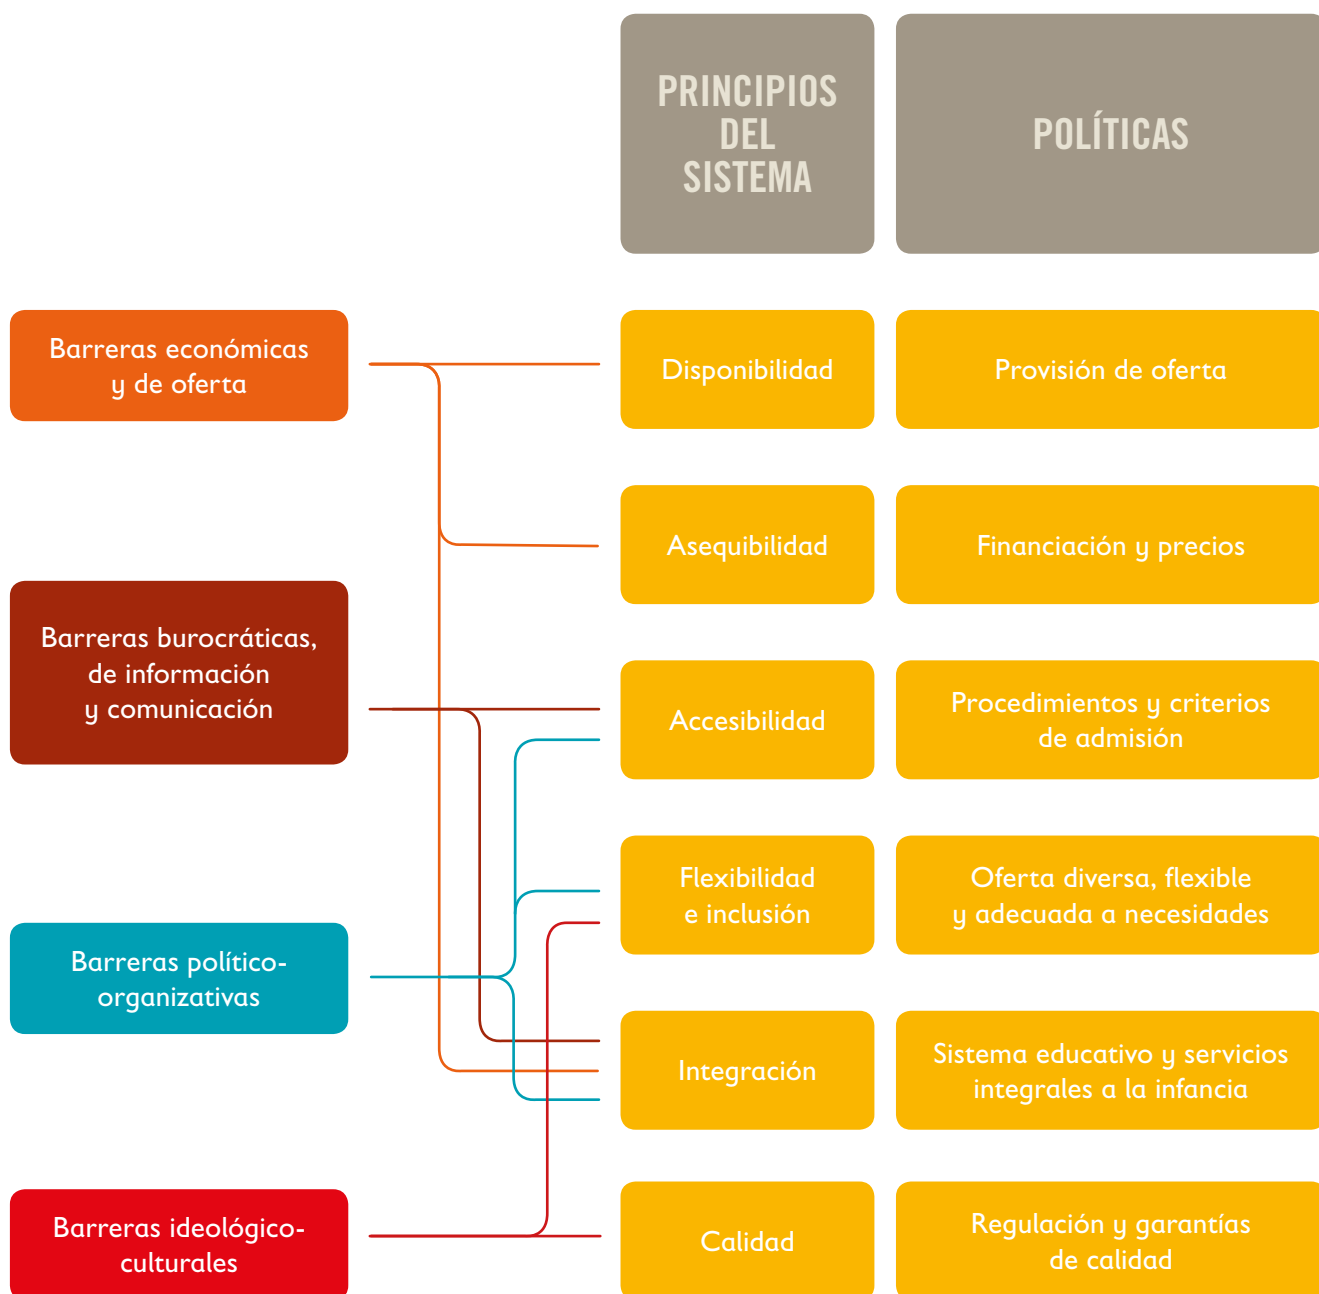 PRINCIPIOS
DEL
SISTEMA
POLÍTICAS
Barreras económicas
y de oferta
Disponibilidad
Provisión de oferta
Asequibilidad
Financiación y precios
Barreras burocráticas,
de información
y comunicación
Accesibilidad
Procedimientos y criterios
de admisión
Flexibilidad
e inclusión
Oferta diversa, flexible
y adecuada a necesidades
Barreras político-
organizativas
Integración
Sistema educativo y servicios
integrales a la infancia
Barreras ideológico-
culturales
Calidad
Regulación y garantías
de calidad